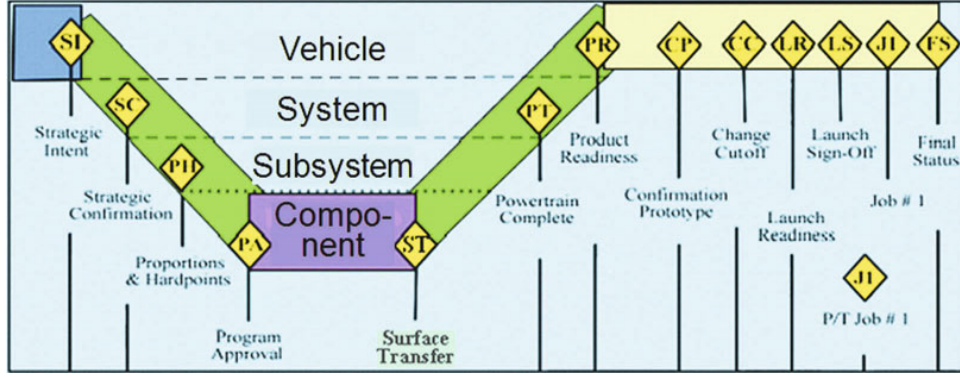 SI
PR
CP
CC
LR
LS
J1
FS
Vehicle
SC
System
PT
Strategic
Intent
Product
Readiness
Change
Cutoff
Launch
Sign-Off
Final
Status
PH
Subsystem
Strategic
Confirmation
Powertrain
Complete
Confirmation
Prototype
Job # 1
PA
Compo-
nent
ST
Launch
Readiness
Proportions
& Hardpoints
J1
P/T Job # 1
Program
Approval
Surface
Transfer